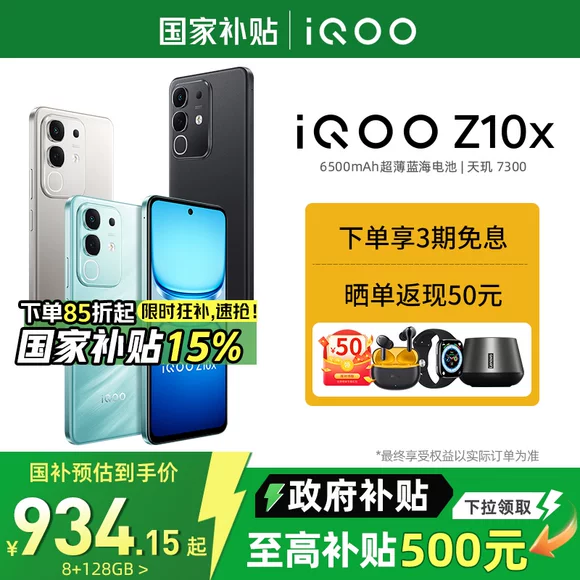 国家补贴 | iQOO
iQOO Z10x
6500mAh超薄蓝海电池 | 天玑 7300
下单享3期免息
晒单返现50元
¥50
下单85折起 限时狂补,速抢!
国家补贴15%
iQOO Z10x
iQOO
*最终享受权益以实际订单为准
国补预估到手价
¥934.15起
8+128GB >
政府补贴 下拉领取
至高补贴500元